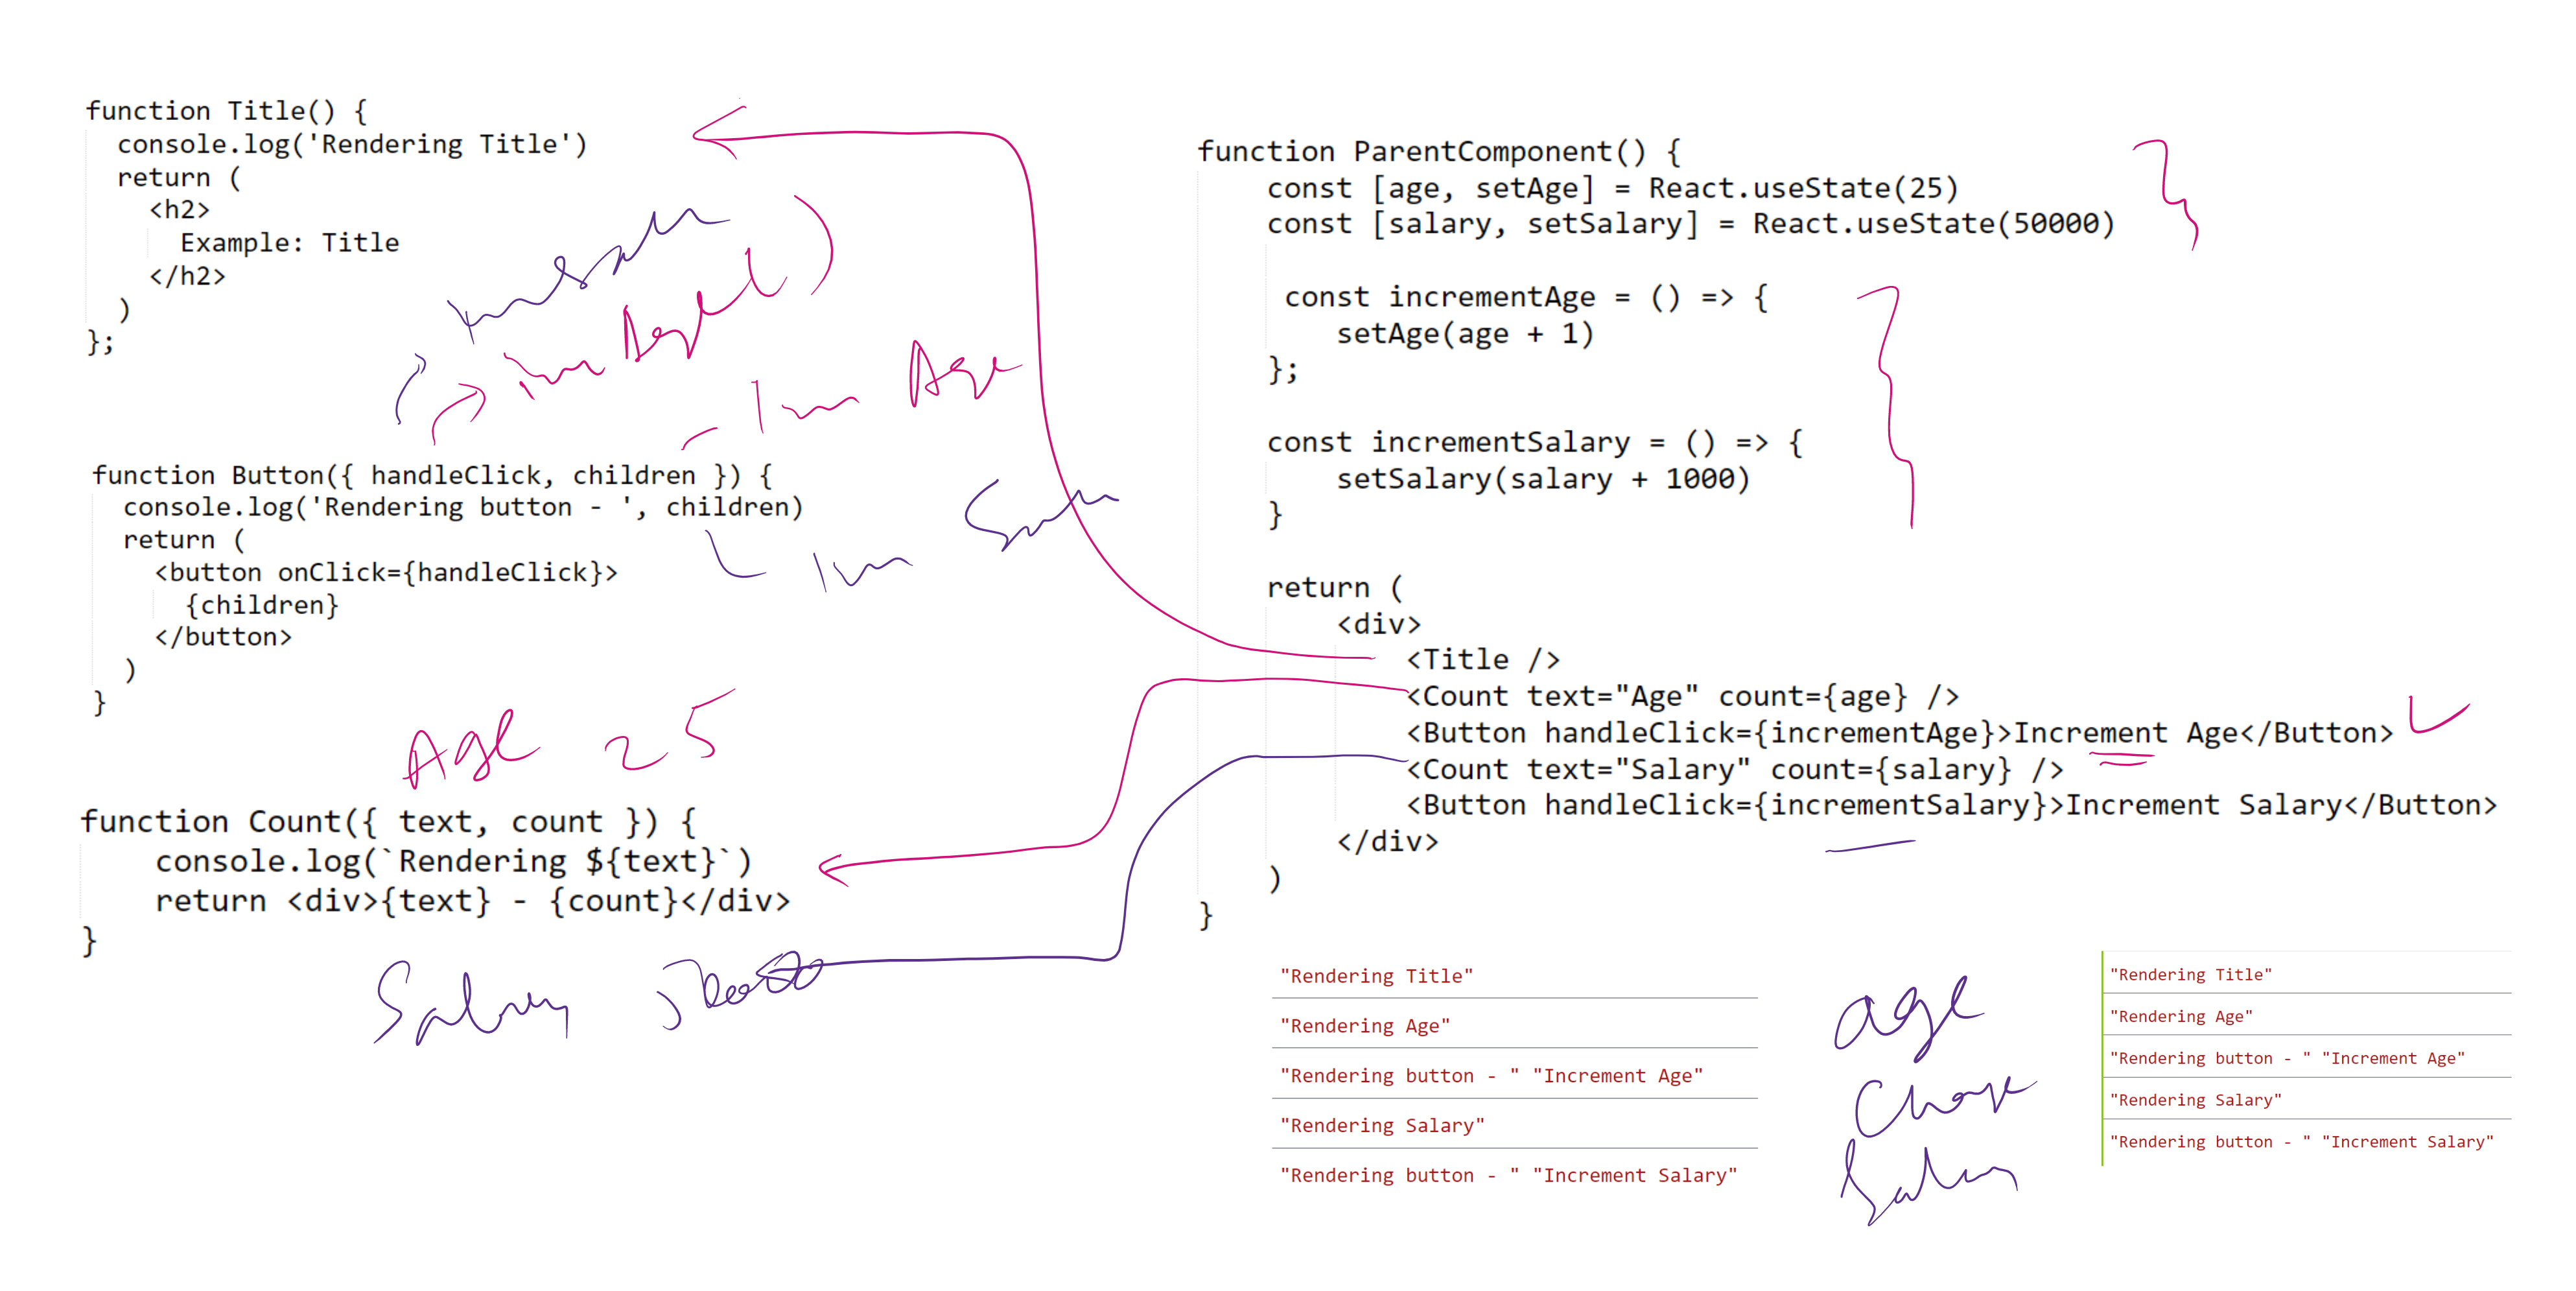 function Title() {
console.log('Rendering Title')
return (
<h2>
Example: Title
</h2>
)
};
Age
function Button({ handleClick, children }) {
console.log('Rendering button - ', children)
return (
<button onClick={handleClick}>
{children}
</button>
)
}
Age 25
function Count({ text, count }) {
console.log(`Rendering ${text}`)
return <div>{text} - {count}</div>
}
Salary
function ParentComponent() {
const [age, setAge] = React.useState(25)
const [salary, setSalary] = React.useState(50000)
const incrementAge = () => {
setAge(age + 1)
};
const incrementSalary = () => {
setSalary(salary + 1000)
}
return (
<div>
<Title />
<Count text="Age" count={age} />
<Button handleClick={incrementAge}>Increment Age</Button>
<Count text="Salary" count={salary} />
<Button handleClick={incrementSalary}>Increment Salary</Button>
</div>
)
}
"Rendering Title"
"Rendering Age"
"Rendering button - " "Increment Age"
"Rendering Salary"
"Rendering button - " "Increment Salary"
age
Change
Salary
"Rendering Title"
"Rendering Age"
"Rendering button - " "Increment Age"
"Rendering Salary"
"Rendering button - " "Increment Salary"